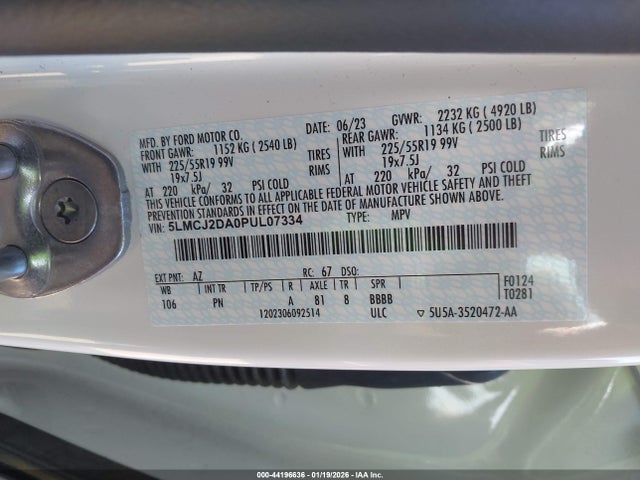 MFD. BY FORD MOTOR CO. 06/23 GVWR: 2232 KG ( 4920 LB)
FRONT GAWR: 1152 KG ( 2540 LB) REAR GAWR: 1134 KG ( 2500 LB)
WITH 225/55R19 99V TIRES WITH 225/55R19 99V TIRES
19x7.5J RIMS 19x7.5J RIMS
AT 220 kPa/ 32 PSI COLD AT 220 kPa/ 32 PSI COLD
THIS VEHICLE CONFORMS TO ALL APPLICABLE FEDERAL MOTOR VEHICLE SAFETY AND THEFT
PREVENTION STANDARDS IN EFFECT ON THE DATE OF MANUFACTURE SHOWN ABOVE.
VIN: 5LMCJ2DA0PUL07334 TYPE: MPV
EXT PNT: AZ RC: 67 DSO: F0124
WB INT TR TP/PS R AXLE TR SPR T0281
106 PN A 81 8 BBBB
1202306092514 ULC ▽ 5U5A-3520472-AA
000-44196636 - 01/19/2026 - IAA Inc.